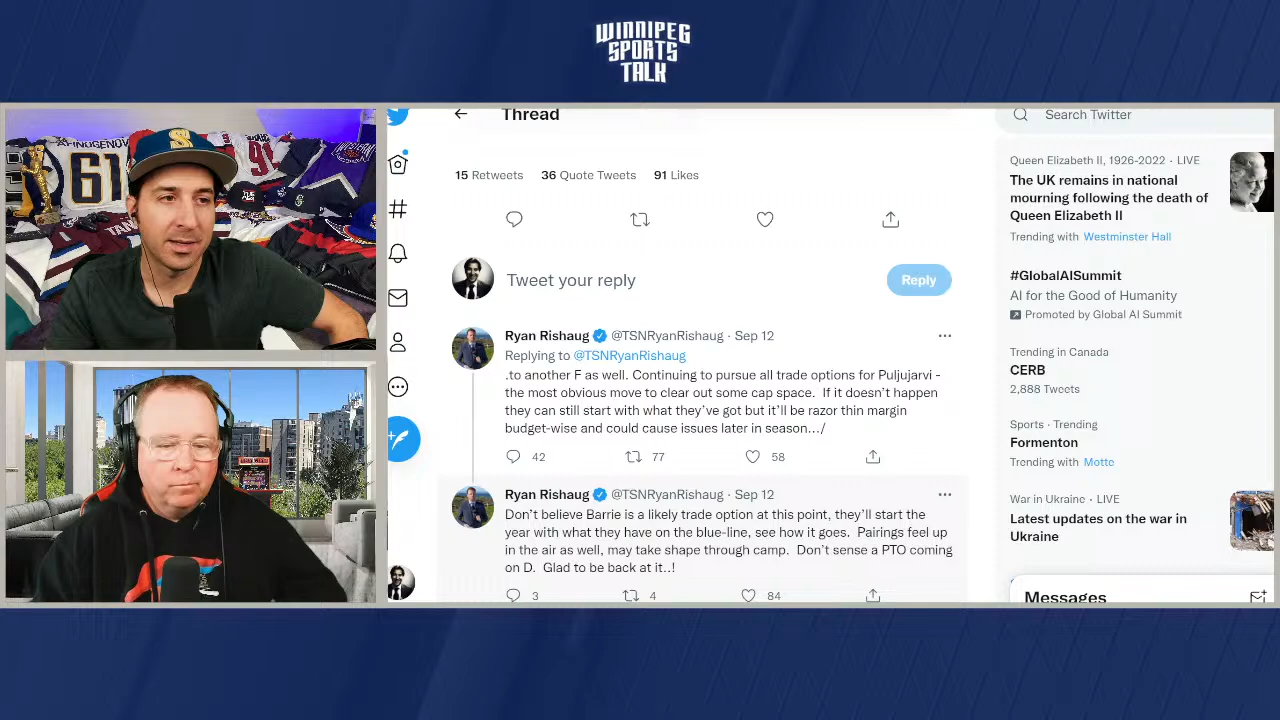 WINNIPEG
SPORTS
TALK
FINOGENOV
61
91
S
Thread
15 Retweets 36 Quote Tweets 91 Likes
Tweet your reply
Reply
Ryan Rishaug @TSNRyanRishaug · Sep 12
Replying to @TSNRyanRishaug
.to another F as well. Continuing to pursue all trade options for Puljujarvi -
the most obvious move to clear out some cap space. If it doesn't happen
they can still start with what they've got but it'll be razor thin margin
budget-wise and could cause issues later in season.../
42 77 58
Ryan Rishaug @TSNRyanRishaug · Sep 12
Don't believe Barrie is a likely trade option at this point, they'll start the
year with what they have on the blue-line, see how it goes. Pairings feel up
in the air as well, may take shape through camp. Don't sense a PTO coming
on D. Glad to be back at it..!
3 4 84
Search Twitter
Queen Elizabeth II, 1926-2022 · LIVE
The UK remains in national
mourning following the death of
Queen Elizabeth II
Trending with Westminster Hall
#GlobalAISummit
AI for the Good of Humanity
Promoted by Global AI Summit
Trending in Canada
CERB
2,888 Tweets
Sports · Trending
Formenton
Trending with Motte
War in Ukraine · LIVE
Latest updates on the war in
Ukraine
Messages